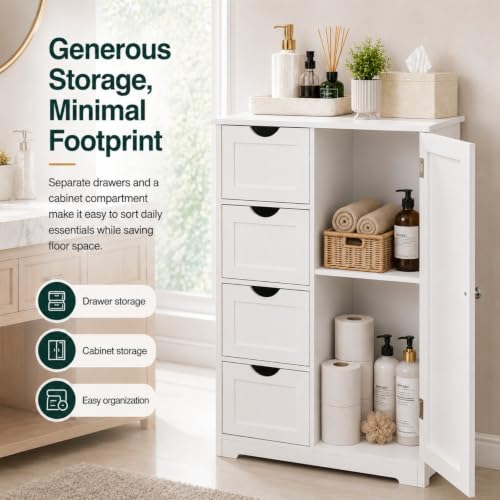 Generous
Storage,
Minimal
Footprint
Separate drawers and a
cabinet compartment
make it easy to sort daily
essentials while saving
floor space.
Drawer storage
Cabinet storage
Easy organization